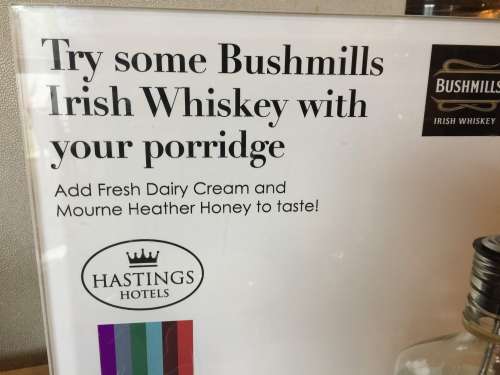 Try some Bushmills
Irish Whiskey with
your porridge
Add Fresh Dairy Cream and
Mourne Heather Honey to taste!
BUSHMILLS
IRISH WHISKEY
HASTINGS
HOTELS